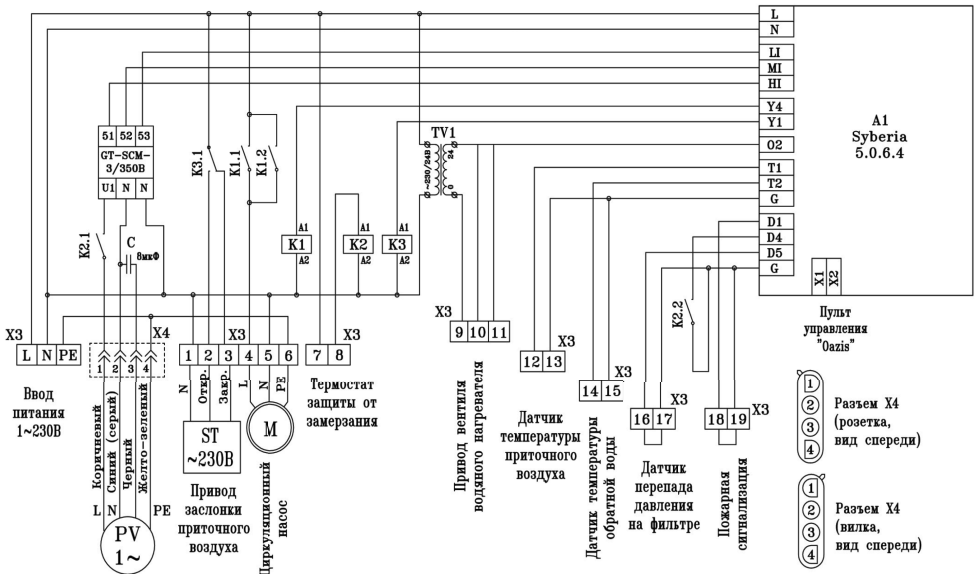 L
N
LI
MI
HI
Y4
Y1
O2
T1
T2
G
D1
D4
D5
G
A1
Syberia
5.0.6.4
X1
X2
Пульт
управления
"Oazis"
51 52 53
GT-SCM-
3/350B
U1 N N
K2.1
C
8мкФ
K3.1
K1.1
K1.2
TV1
~230/24В
24
0
A1
K1
A2
A1
K2
A2
A1
K3
A2
K2.2
X3
L N PE
Ввод
питания
1~230В
X4
1 2 3 4
Коричневый
Синий (серый)
Черный
Желто-зеленый
L N
PE
PV
1~
X3
1 2 3 4 5 6
N
Откр.
Закр.
L
N
PE
ST
~230В
Привод
заслонки
приточного
воздуха
M
Циркуляционный
насос
X3
7 8
Термостат
защиты от
замерзания
X3
9 10 11
Привод вентиля
водяного нагревателя
X3
12 13
Датчик
температуры
приточного
воздуха
X3
14 15
Датчик температуры
обратной воды
X3
16 17
Датчик
перепада
давления
на фильтре
X3
18 19
Пожарная
сигнализация
1
2
3
4
Разъем X4
(розетка,
вид спереди)
1
2
3
4
Разъем X4
(вилка,
вид спереди)